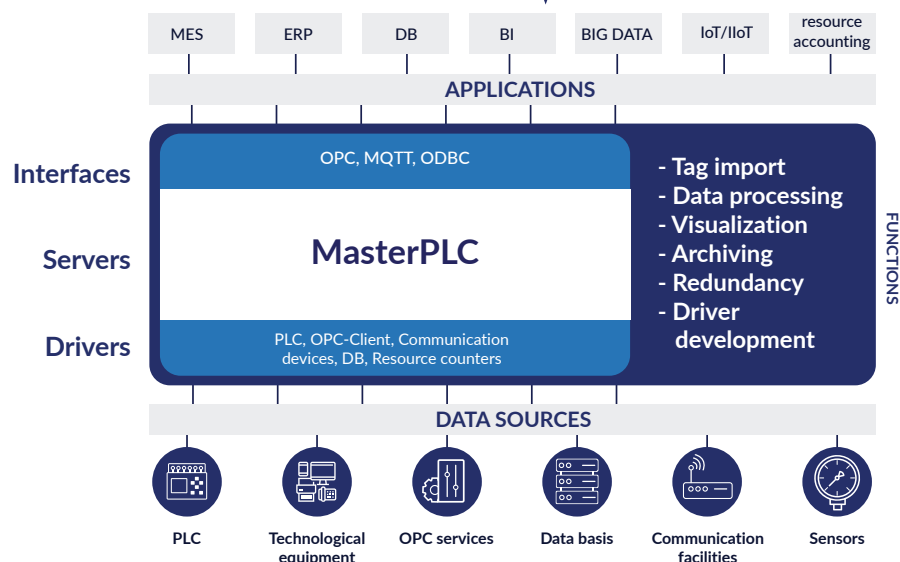 MES
ERP
DB
BI
BIG DATA
IoT/IIoT
resource
accounting
APPLICATIONS
Interfaces
Servers
Drivers
OPC, MQTT, ODBC
MasterPLC
PLC, OPC-Client, Communication
devices, DB, Resource counters
- Tag import
- Data processing
- Visualization
- Archiving
- Redundancy
- Driver
development
FUNCTIONS
DATA SOURCES
PLC
Technological
equipment
OPC services
Data basis
Communication
facilities
Sensors